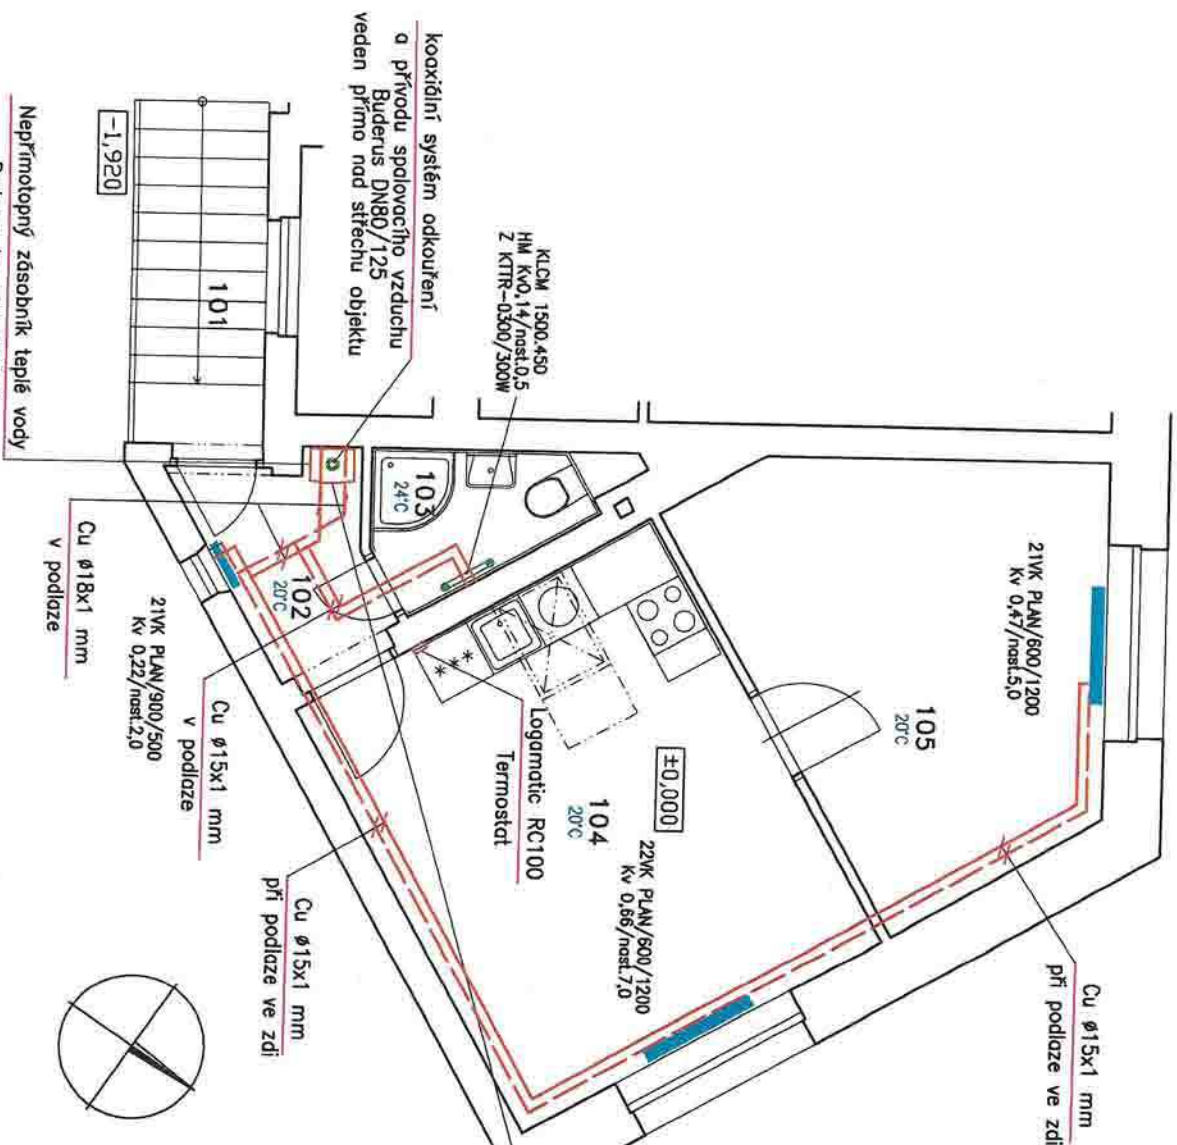 koaxiální systém odkouření
a přívodu spalovacího vzduchu
Buderus DN80/125
veden přímo nad střechu objektu
KLCM 1500.450
HM Kv0,14/nast.0,5
Z KTTR-0300/300W
-1,920
101
Nepřímotopný zásobník teplé vody
103
24°C
102
20°C
Cu ø18x1 mm
v podlaze
21VK PLAN/900/500
Kv 0,22/nast.2,0
Cu ø15x1 mm
v podlaze
Logamatic RC100
Termostat
21VK PLAN/600/1200
Kv 0,47/nast.5,0
105
20°C
±0,000
104
20°C
22VK PLAN/600/1200
Kv 0,66/nast.7,0
Cu ø15x1 mm
při podlaze ve zdi
Cu ø15x1 mm
při podlaze ve zdi